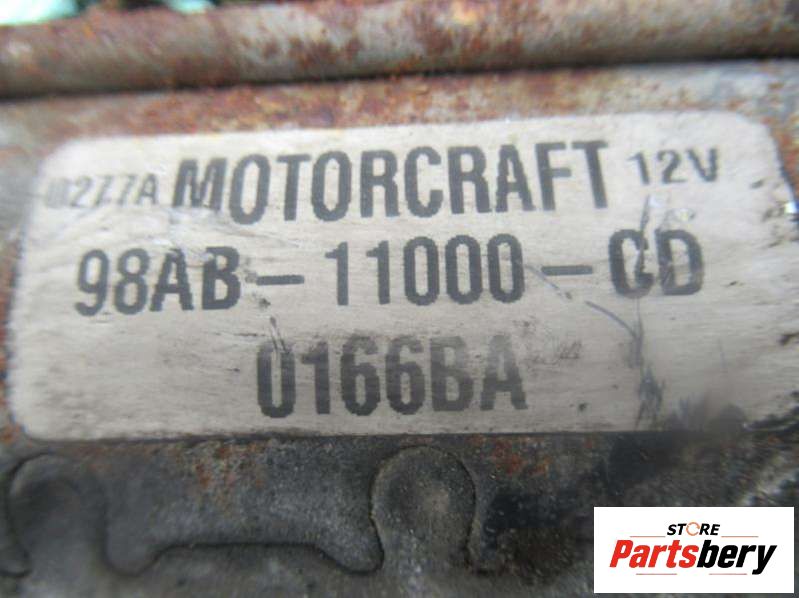 MOTORCRAFT 12V
98AB-11000-CD
0166BA
STORE
Partsbery